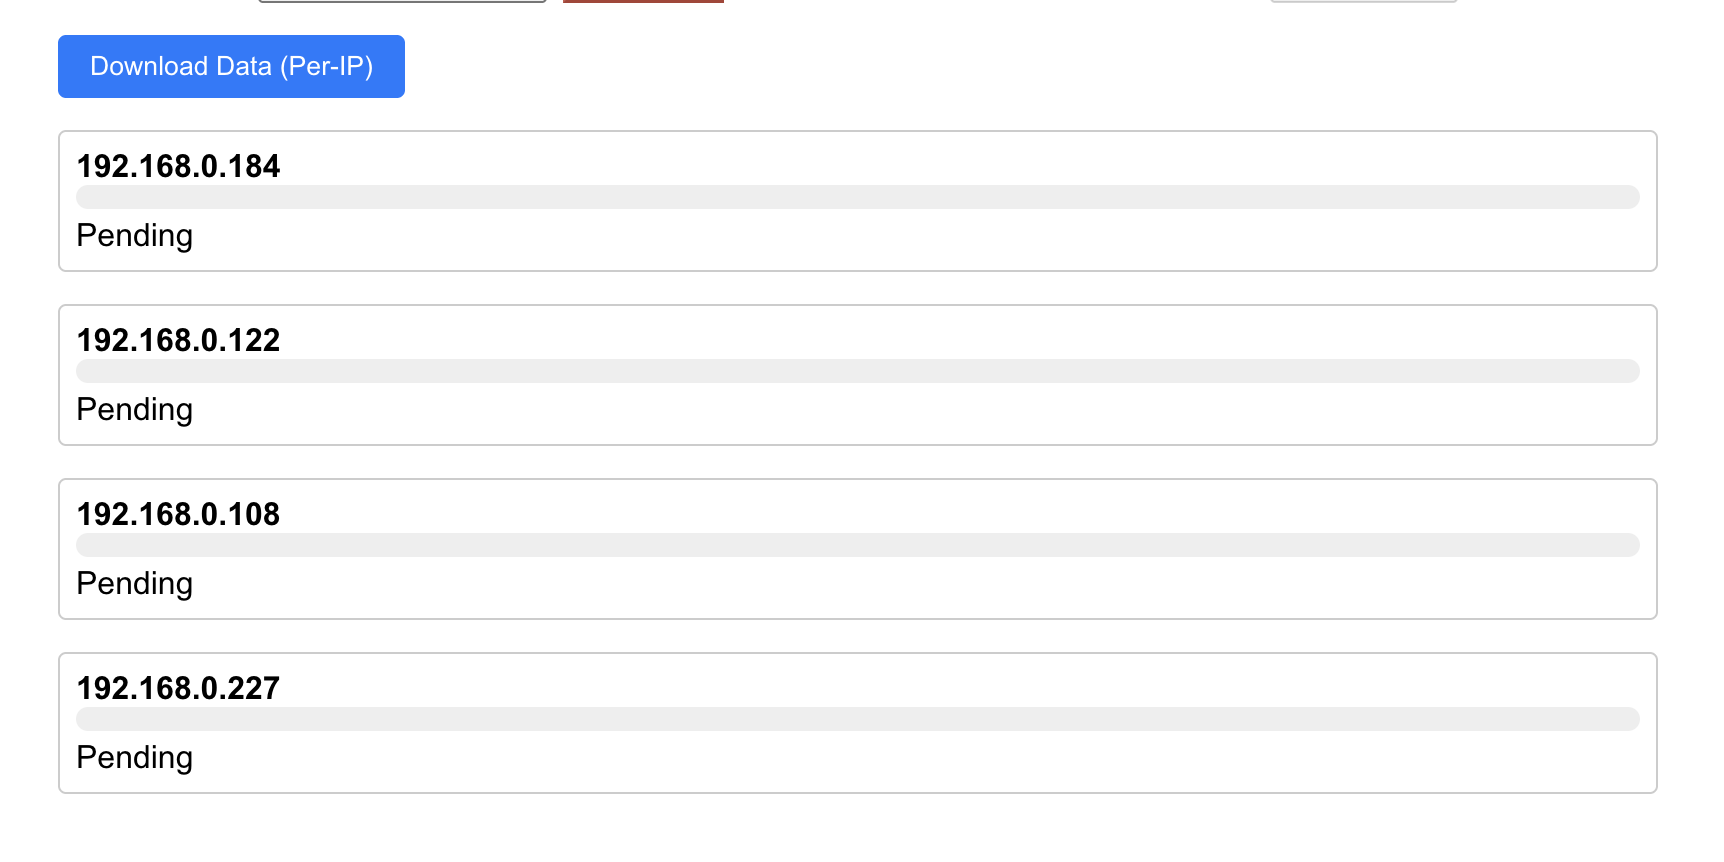 Download Data (Per-IP)
192.168.0.184
Pending
192.168.0.122
Pending
192.168.0.108
Pending
192.168.0.227
Pending